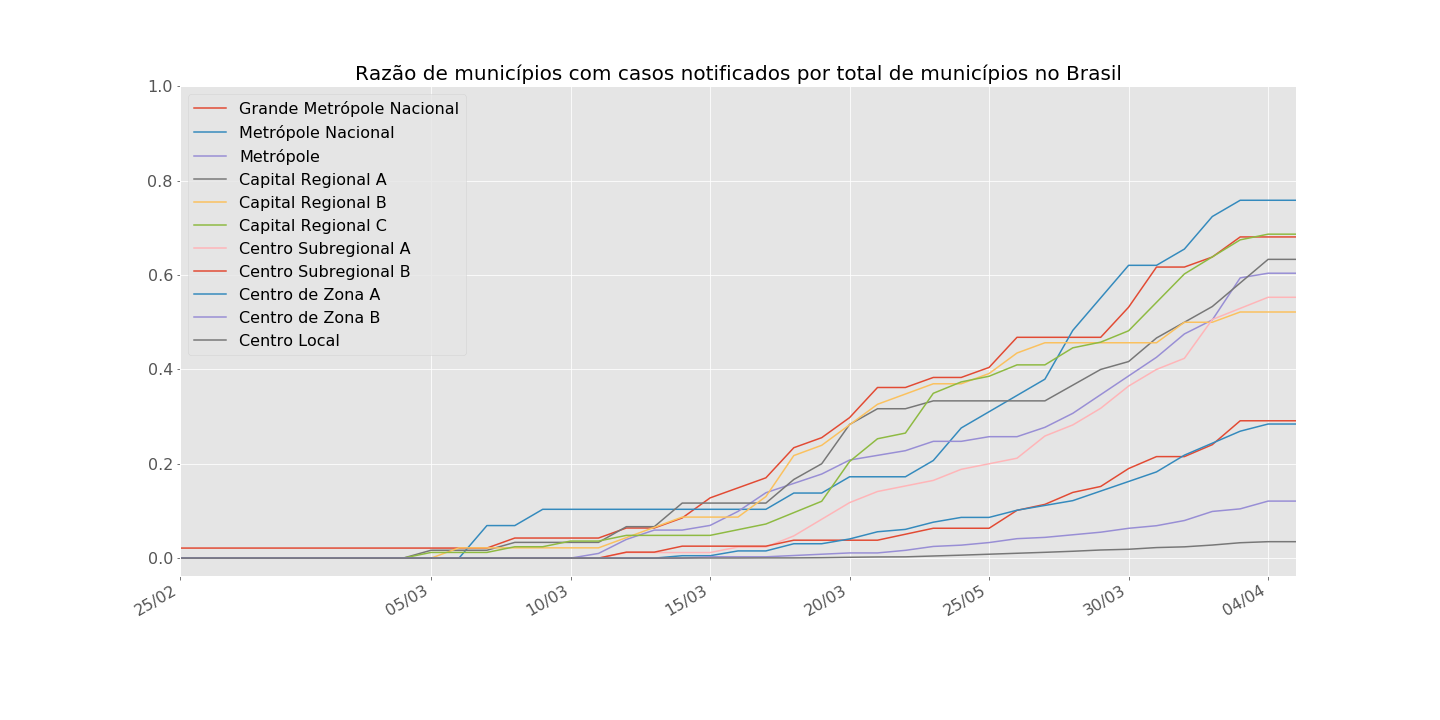 Razão de municípios com casos notificados por total de municípios no Brasil
1.0
0.8
0.6
0.4
0.2
0.0
Grande Metrópole Nacional
Metrópole Nacional
Metrópole
Capital Regional A
Capital Regional B
Capital Regional C
Centro Subregional A
Centro Subregional B
Centro de Zona A
Centro de Zona B
Centro Local
25/02
05/03
10/03
15/03
20/03
25/05
30/03
04/04